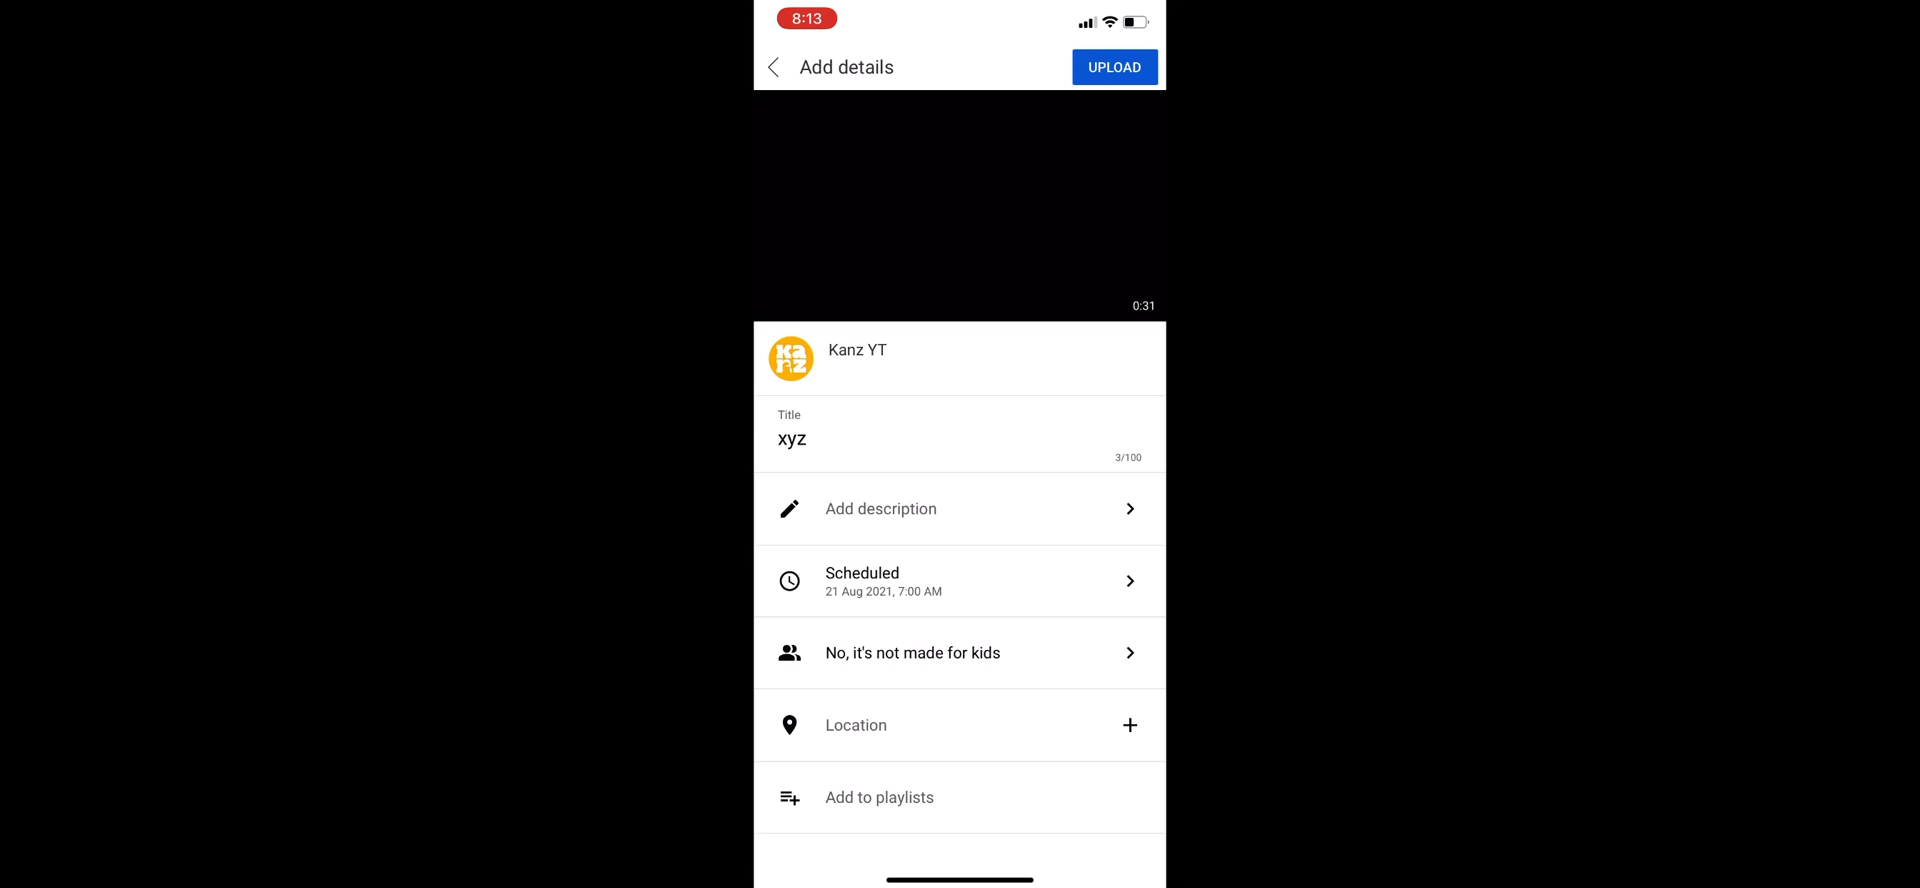 8:13
Add details
UPLOAD
0:31
Kanz
Kanz YT
Title
xyz
3/100
Add description
Scheduled
21 Aug 2021, 7:00 AM
No, it's not made for kids
Location
Add to playlists